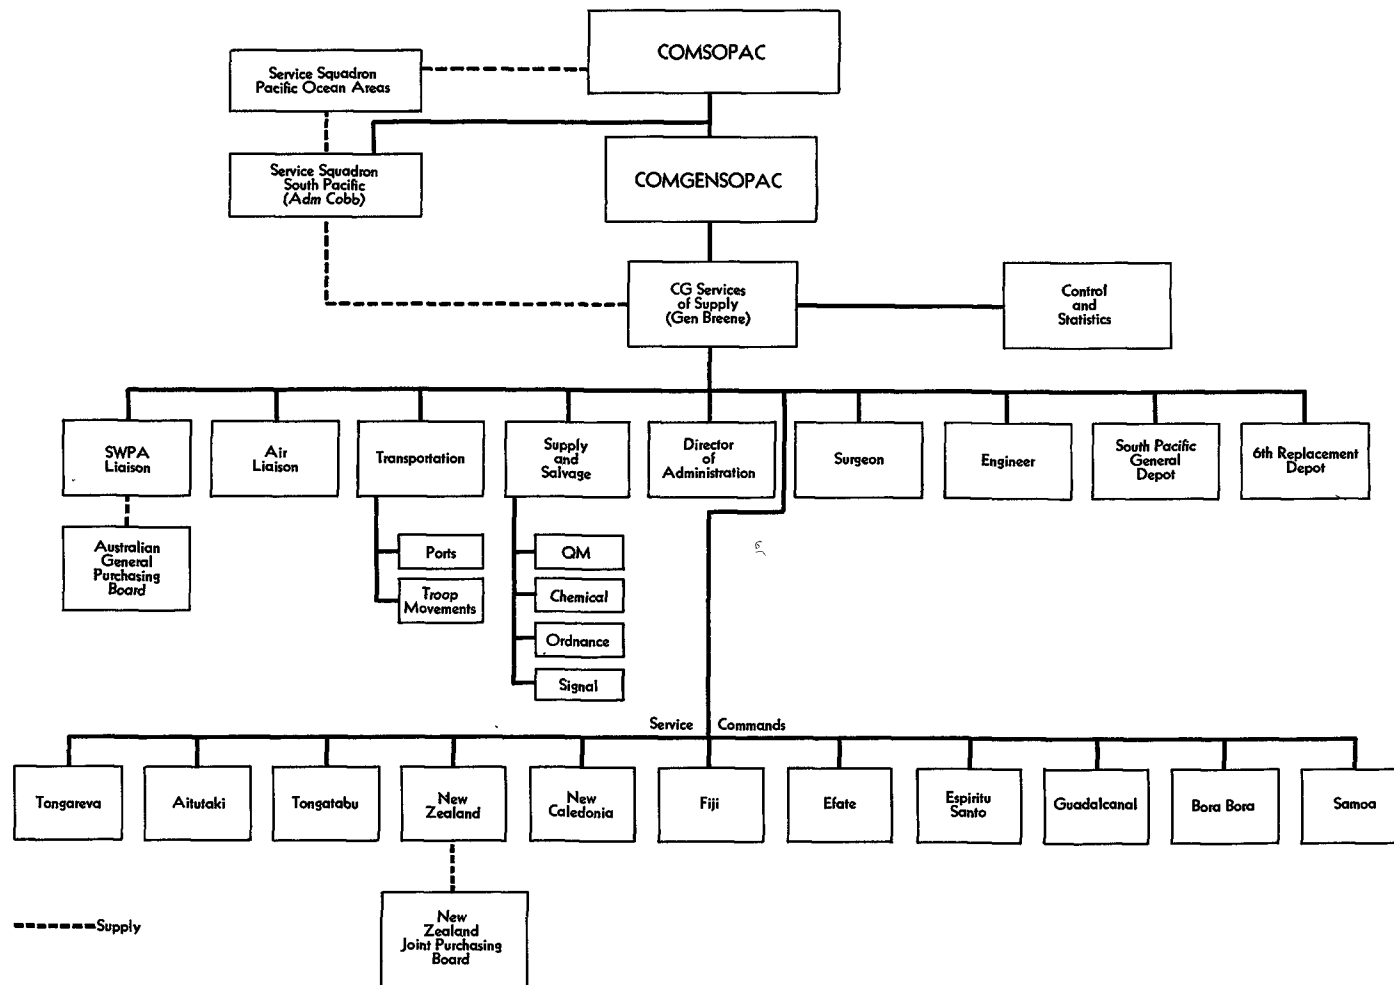 COMSOPAC
Service Squadron
Pacific Ocean Areas
Service Squadron
South Pacific
(Adm Cobb)
COMGENSOPAC
CG Services
of Supply
(Gen Breene)
Control
and
Statistics
SWPA
Liaison
Air
Liaison
Transportation
Supply
and
Salvage
Director
of
Administration
Surgeon
Engineer
South Pacific
General
Depot
6th Replacement
Depot
Australian
General
Purchasing
Board
Ports
Troop
Movements
QM
Chemical
Ordnance
Signal
Service Commands
Tongareva
Aitutaki
Tongatabu
New
Zealand
New
Caledonia
Fiji
Efate
Espiritu
Santo
Guadalcanal
Bora Bora
Samoa
New
Zealand
Joint Purchasing
Board
Supply